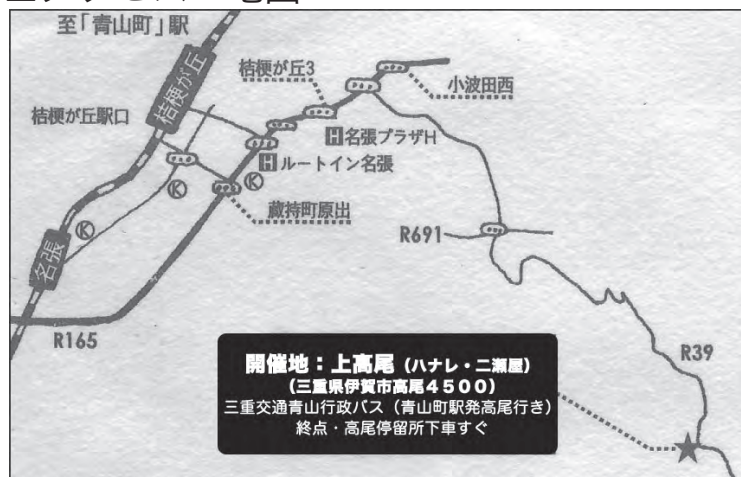 至「青山町」駅
桔梗が丘
桔梗が丘3
小波田西
桔梗が丘駅口
H名張プラザH
Hルートイン名張
K
K
K
蔵持町原出
名張
R691
R165
R39
開催地：上高尾（ハナレ・二瀬屋）
（三重県伊賀市高尾４５００）
三重交通青山行政バス（青山町駅発高尾行き）
終点・高尾停留所下車すぐ